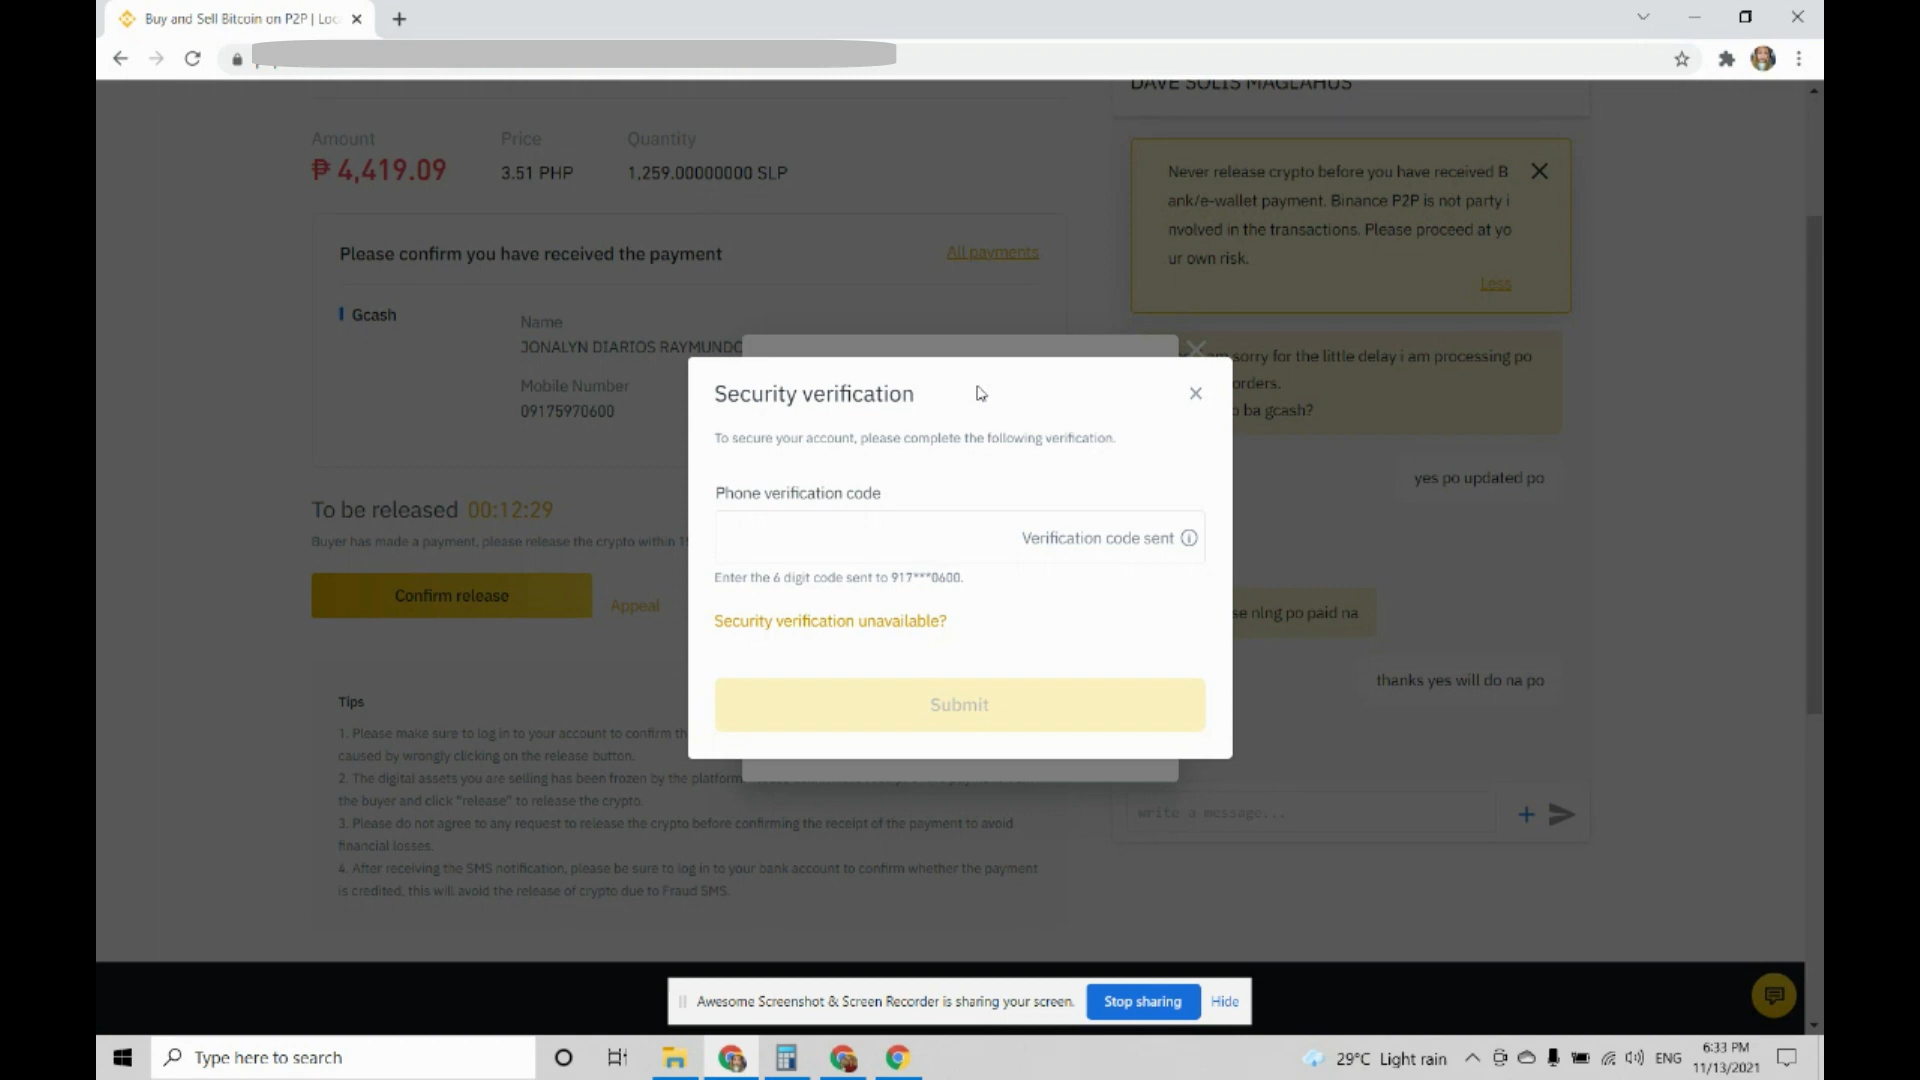 Buy and Sell Bitcoin on P2P | Loc
DAVE SOLIS MAGLAHUS
Amount
₱ 4,419.09
Price
3.51 PHP
Quantity
1,259.00000000 SLP
Please confirm you have received the payment
All payments
Gcash
Name
JONALYN DIARIOS RAYMUNDO
Mobile Number
09175970600
To be released 00:12:29
Buyer has made a payment, please release the crypto within 1
Confirm release
Appeal
Tips
1. Please make sure to log in to your account to confirm th
caused by wrongly clicking on the release button.
2. The digital assets you are selling has been frozen by the platform
the buyer and click "release" to release the crypto.
3. Please do not agree to any request to release the crypto before confirming the receipt of the payment to avoid
financial losses.
4. After receiving the SMS notification, please be sure to log in to your bank account to confirm whether the payment
is credited, this will avoid the release of crypto due to Fraud SMS.
Security verification
To secure your account, please complete the following verification.
Phone verification code
Verification code sent
Enter the 6 digit code sent to 917***0600.
Security verification unavailable?
Submit
Never release crypto before you have received B
ank/e-wallet payment. Binance P2P is not party i
nvolved in the transactions. Please proceed at yo
ur own risk.
Less
sorry for the little delay i am processing po
orders.
ba gcash?
yes po updated po
se nlng po paid na
thanks yes will do na po
write a message...
Awesome Screenshot & Screen Recorder is sharing your screen.
Stop sharing
Hide
Type here to search
29°C Light rain
ENG
6:33 PM
11/13/2021